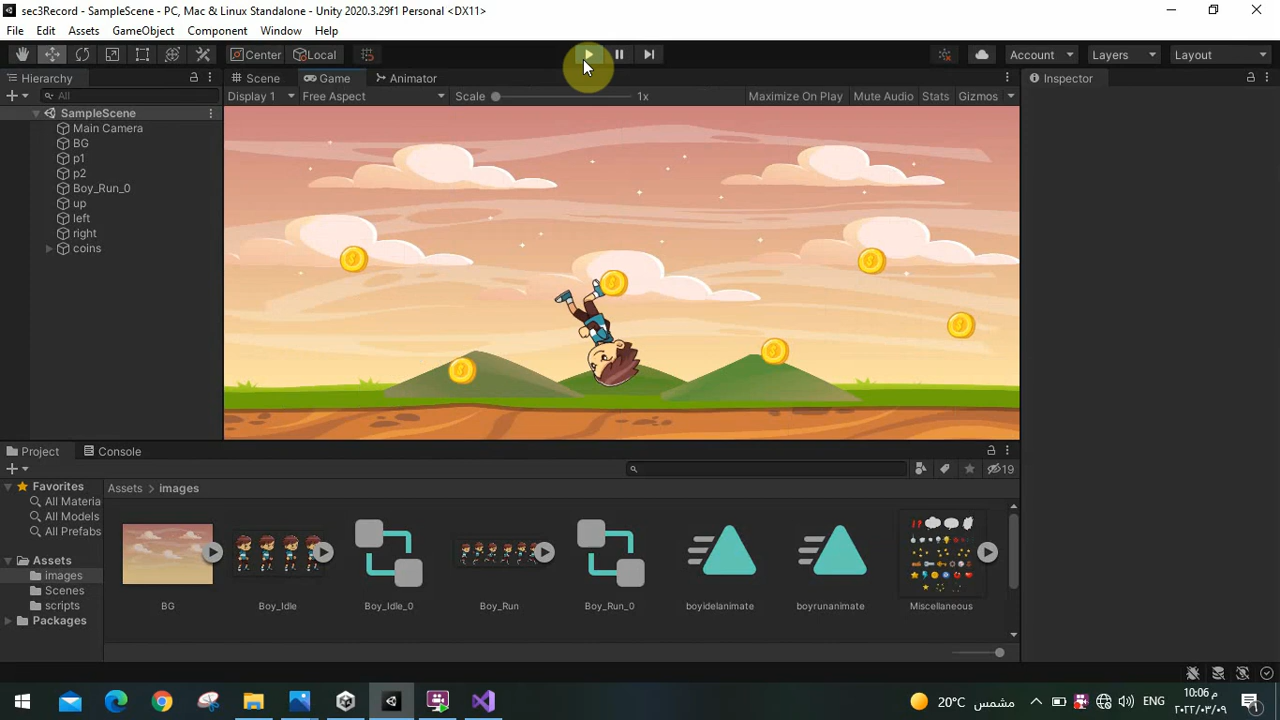 sec3Record - SampleScene - PC, Mac & Linux Standalone - Unity 2020.3.29f1 Personal <DX11>
File Edit Assets GameObject Component Window Help
Center Local Account Layers Layout
Hierarchy Scene Game Animator Inspector
All Display 1 Free Aspect Scale 1x Maximize On Play Mute Audio Stats Gizmos
SampleScene
Main Camera
BG
p1
p2
Boy_Run_0
up
left
right
coins
Project Console
19
Favorites
All Materia
All Models
All Prefabs
Assets
images
Scenes
scripts
Packages
Assets > images
BG Boy_Idle Boy_Idle_0 Boy_Run Boy_Run_0 boyidelanimate boyrunanimate Miscellaneous
20°C مشمس ENG م 10:06
٢٠٢٢/٠٣/٠٩
1